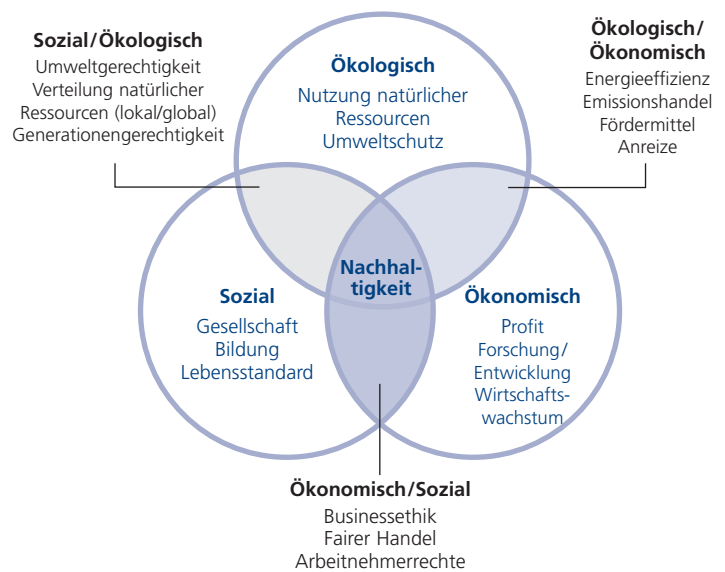 Sozial/Ökologisch
Umweltgerechtigkeit
Verteilung natürlicher
Ressourcen (lokal/global)
Generationengerechtigkeit
Ökologisch
Nutzung natürlicher
Ressourcen
Umweltschutz
Ökologisch/
Ökonomisch
Energieeffizienz
Emissionshandel
Fördermittel
Anreize
Nachhal-
tigkeit
Sozial
Gesellschaft
Bildung
Lebensstandard
Ökonomisch
Profit
Forschung/
Entwicklung
Wirtschafts-
wachstum
Ökonomisch/Sozial
Businessethik
Fairer Handel
Arbeitnehmerrechte